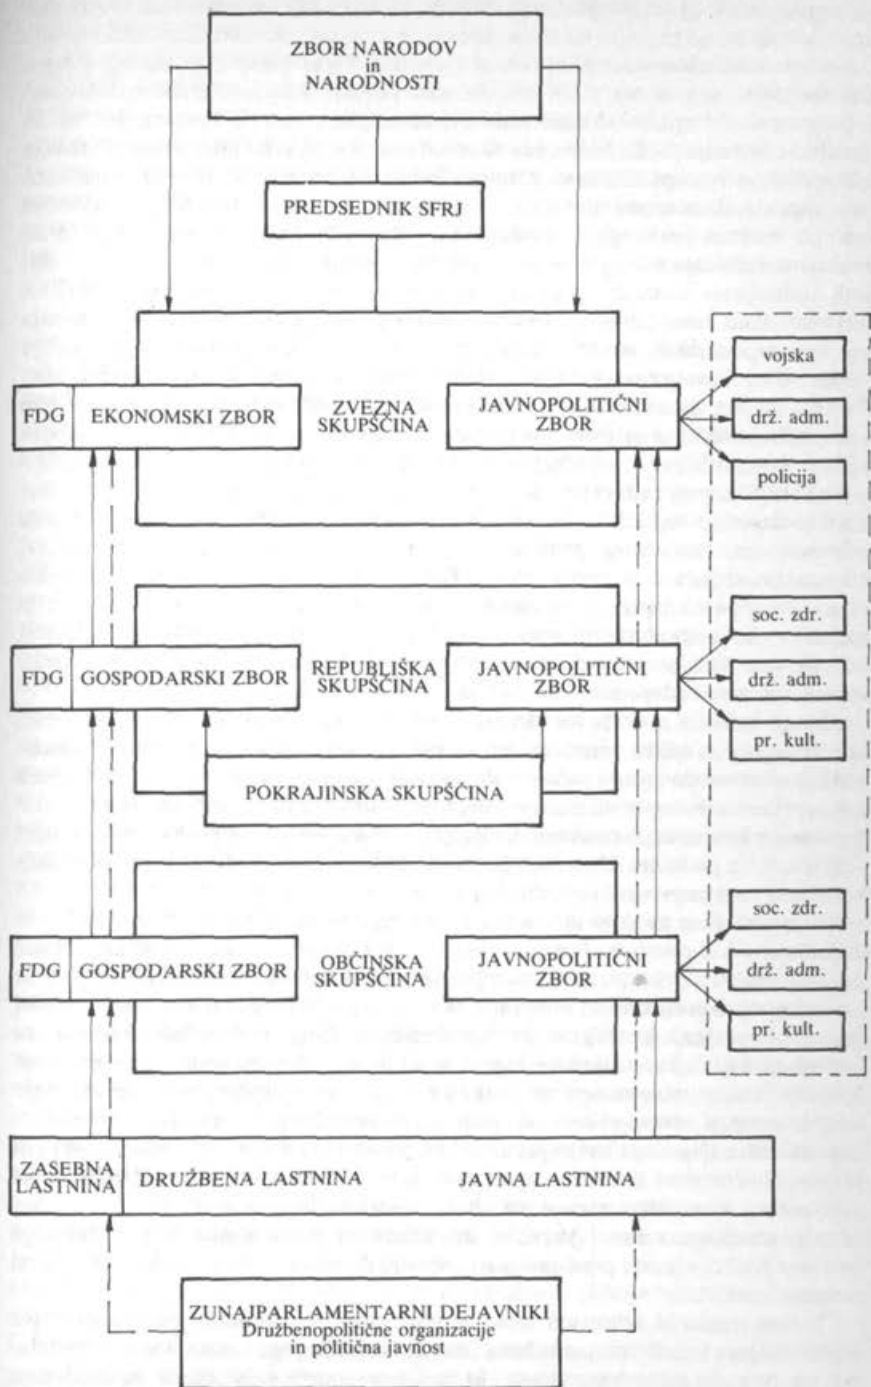 ZBOR NARODOV
in
NARODNOSTI
PREDSEDNIK SFRJ
FDG
EKONOMSKI ZBOR
ZVEZNA
SKUPŠČINA
JAVNOPOLITIČNI
ZBOR
vojska
drž. adm.
policija
FDG
GOSPODARSKI ZBOR
REPUBLIŠKA
SKUPŠČINA
JAVNOPOLITIČNI
ZBOR
soc. zdr.
drž. adm.
pr. kult.
POKRAJINSKA SKUPŠČINA
FDG
GOSPODARSKI ZBOR
OBČINSKA
SKUPŠČINA
JAVNOPOLITIČNI
ZBOR
soc. zdr.
drž. adm.
pr. kult.
ZASEBNA
LASTNINA
DRUŽBENA LASTNINA
JAVNA LASTNINA
ZUNAJPARLAMENTARNI DEJAVNIKI
Družbenopolitične organizacije
in politična javnost